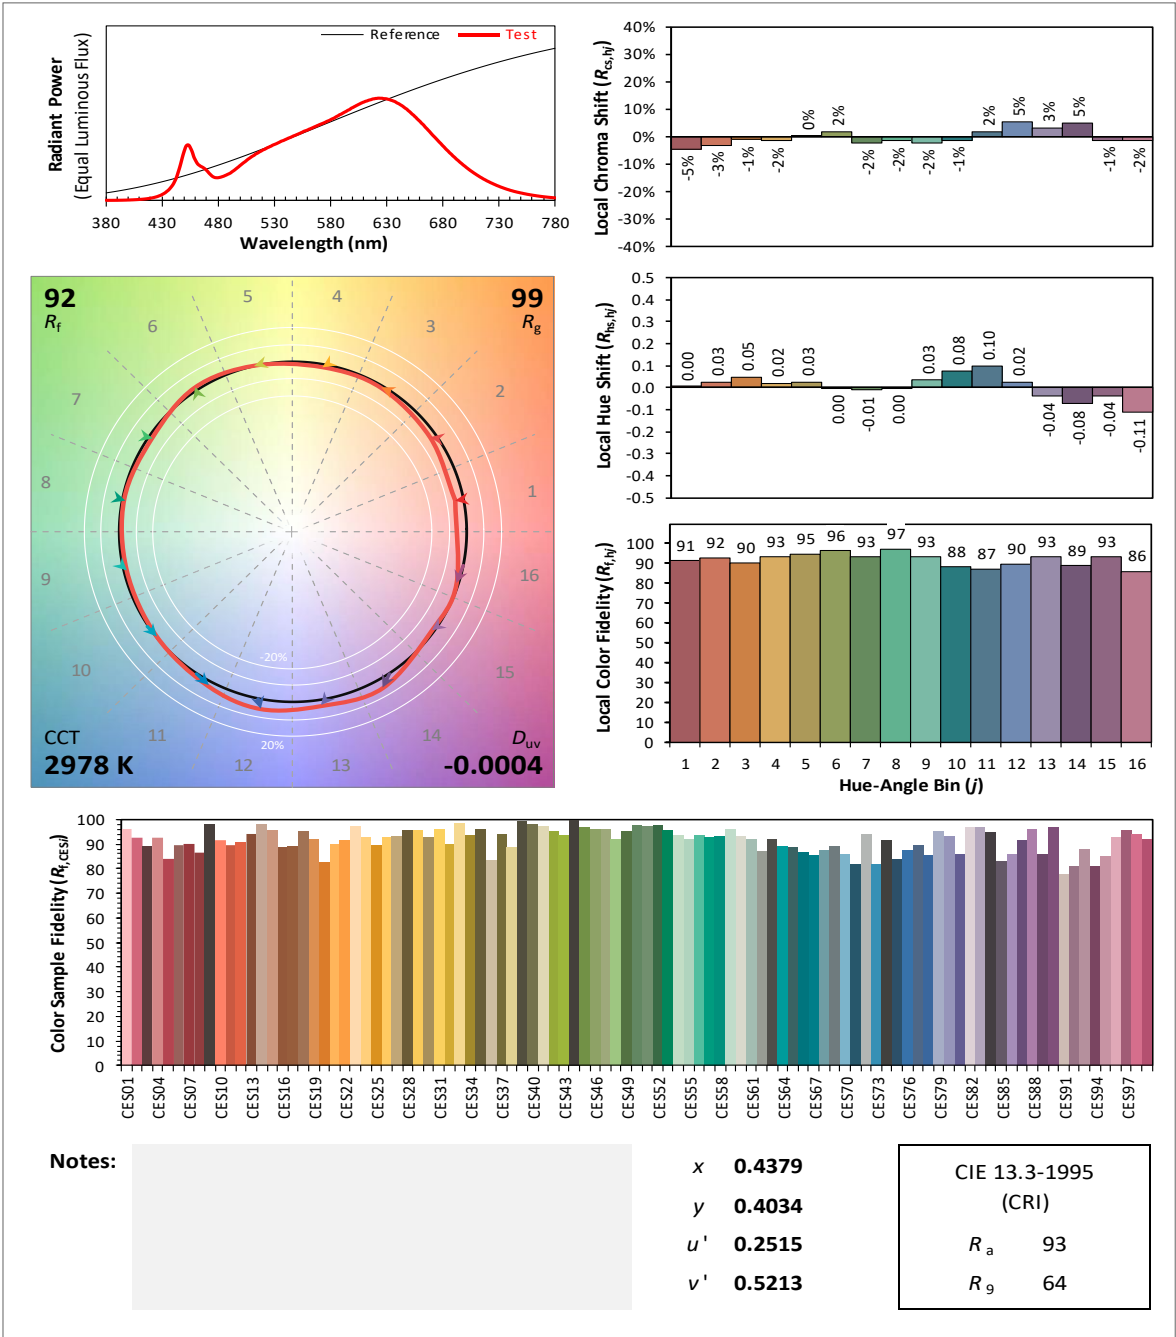 Radiant Power
(Equal Luminous Flux)
Reference
Test
380 430 480 530 580 630 680 730 780
Wavelength (nm)
Local Chroma Shift (Rcs,hj)
40%
30%
20%
10%
0%
-10%
-20%
-30%
-40%
-5% -3% -1% -2% 0% 2% -2% -2% -2% -1% 2% 5% 3% 5% -1% -2%
92
Rf
99
Rg
1
2
3
4
5
6
7
8
9
10
11
12
13
14
15
16
-20%
20%
CCT
2978 K
Duv
-0.0004
Local Hue Shift (Rhs,hj)
0.5
0.4
0.3
0.2
0.1
0.0
-0.1
-0.2
-0.3
-0.4
-0.5
0.00 0.03 0.05 0.02 0.03 0.00 -0.01 0.00 0.03 0.08 0.10 0.02 -0.04 -0.08 -0.04 -0.11
Local Color Fidelity (Rf,hj)
100
90
80
70
60
50
40
30
20
10
0
91 92 90 93 95 96 93 97 93 88 87 90 93 89 93 86
1 2 3 4 5 6 7 8 9 10 11 12 13 14 15 16
Hue-Angle Bin (j)
Color Sample Fidelity (Rf,CESi)
100
90
80
70
60
50
40
30
20
10
0
CES01 CES04 CES07 CES10 CES13 CES16 CES19 CES22 CES25 CES28 CES31 CES34 CES37 CES40 CES43 CES46 CES49 CES52 CES55 CES58 CES61 CES64 CES67 CES70 CES73 CES76 CES79 CES82 CES85 CES88 CES91 CES94 CES97
Notes:
x 0.4379
y 0.4034
u' 0.2515
v' 0.5213
CIE 13.3-1995
(CRI)
Ra 93
R9 64